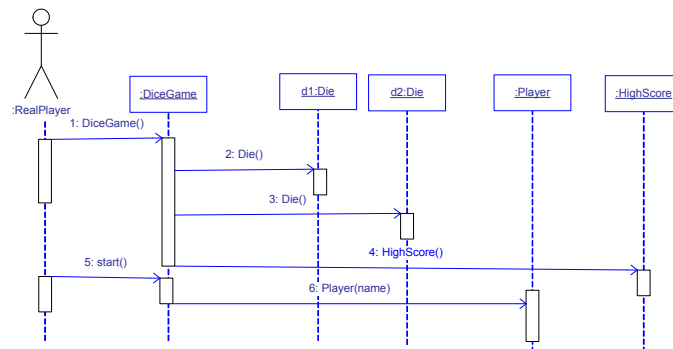 :RealPlayer
:DiceGame
d1:Die
d2:Die
:Player
:HighScore
1: DiceGame()
2: Die()
3: Die()
4: HighScore()
5: start()
6: Player(name)